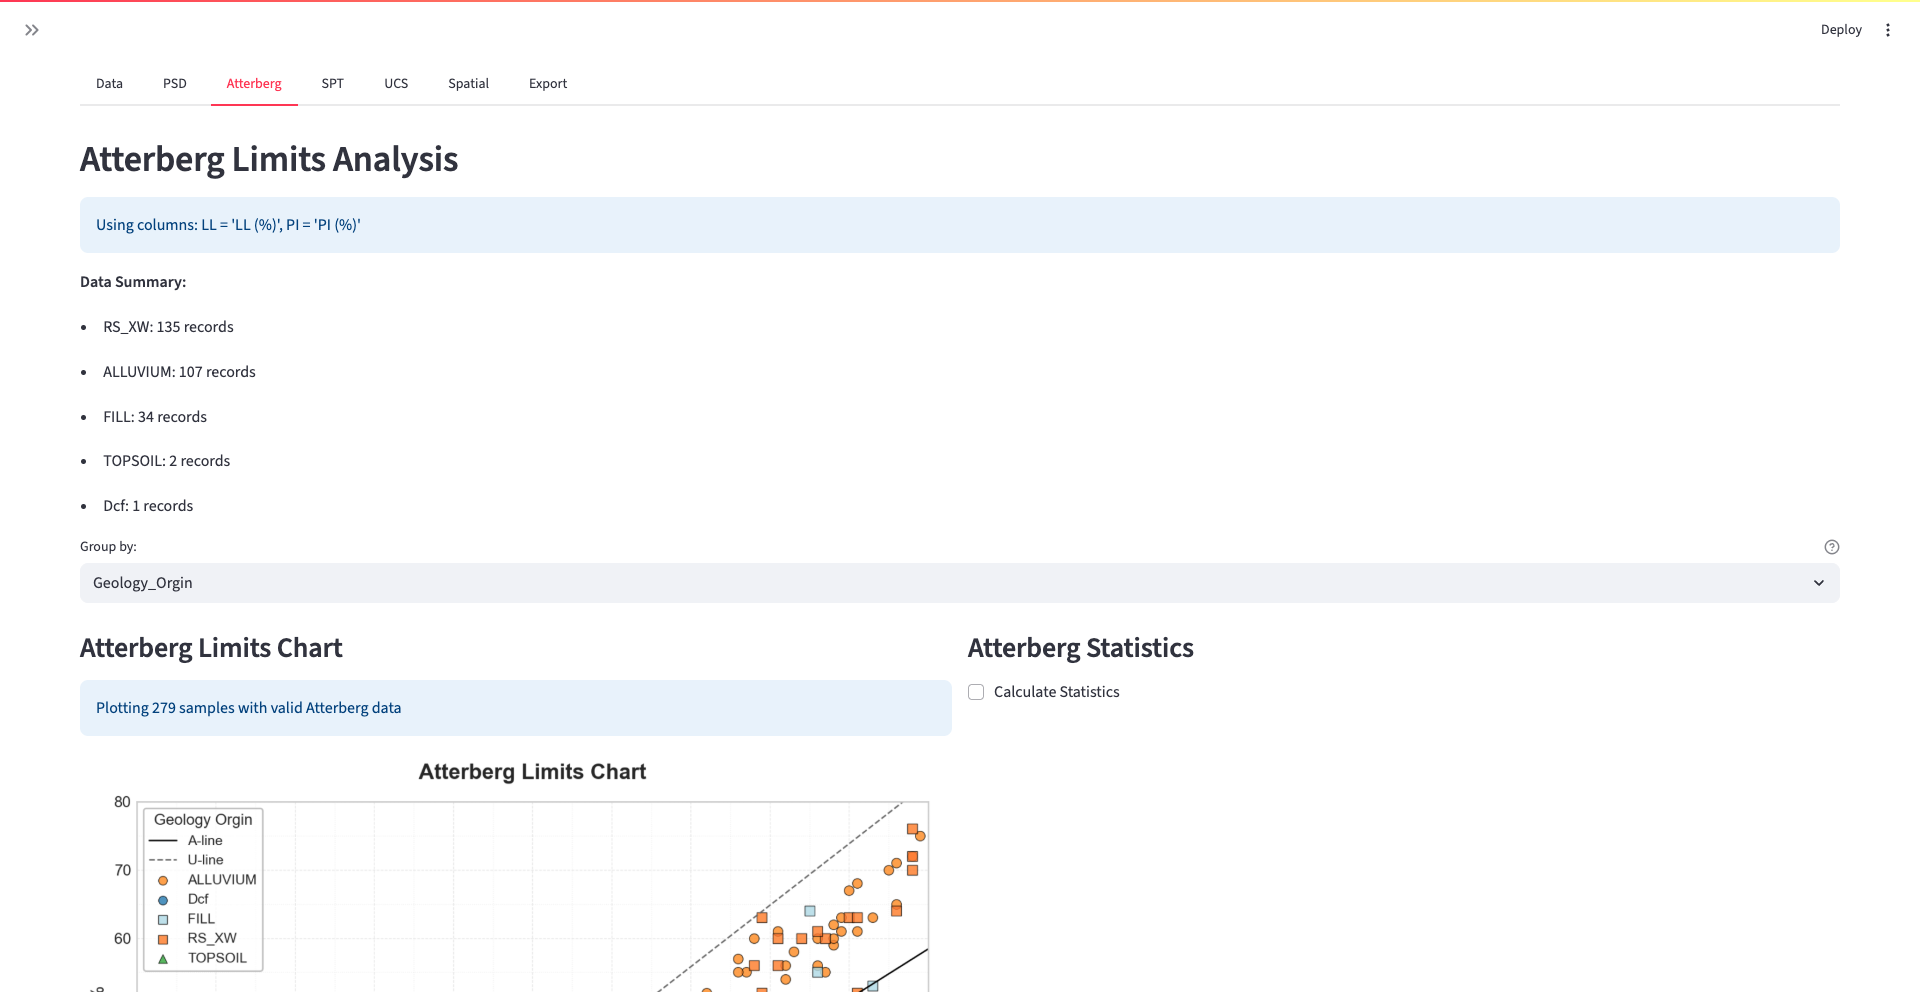 Deploy
Data PSD Atterberg SPT UCS Spatial Export
Atterberg Limits Analysis
Using columns: LL = 'LL (%)', PI = 'PI (%)'
Data Summary:
RS_XW: 135 records
ALLUVIUM: 107 records
FILL: 34 records
TOPSOIL: 2 records
Dcf: 1 records
Group by:
Geology_Orgin
Atterberg Limits Chart
Plotting 279 samples with valid Atterberg data
Atterberg Limits Chart
80
70
60
Geology Orgin
A-line
U-line
ALLUVIUM
Dcf
FILL
RS_XW
TOPSOIL
Atterberg Statistics
Calculate Statistics